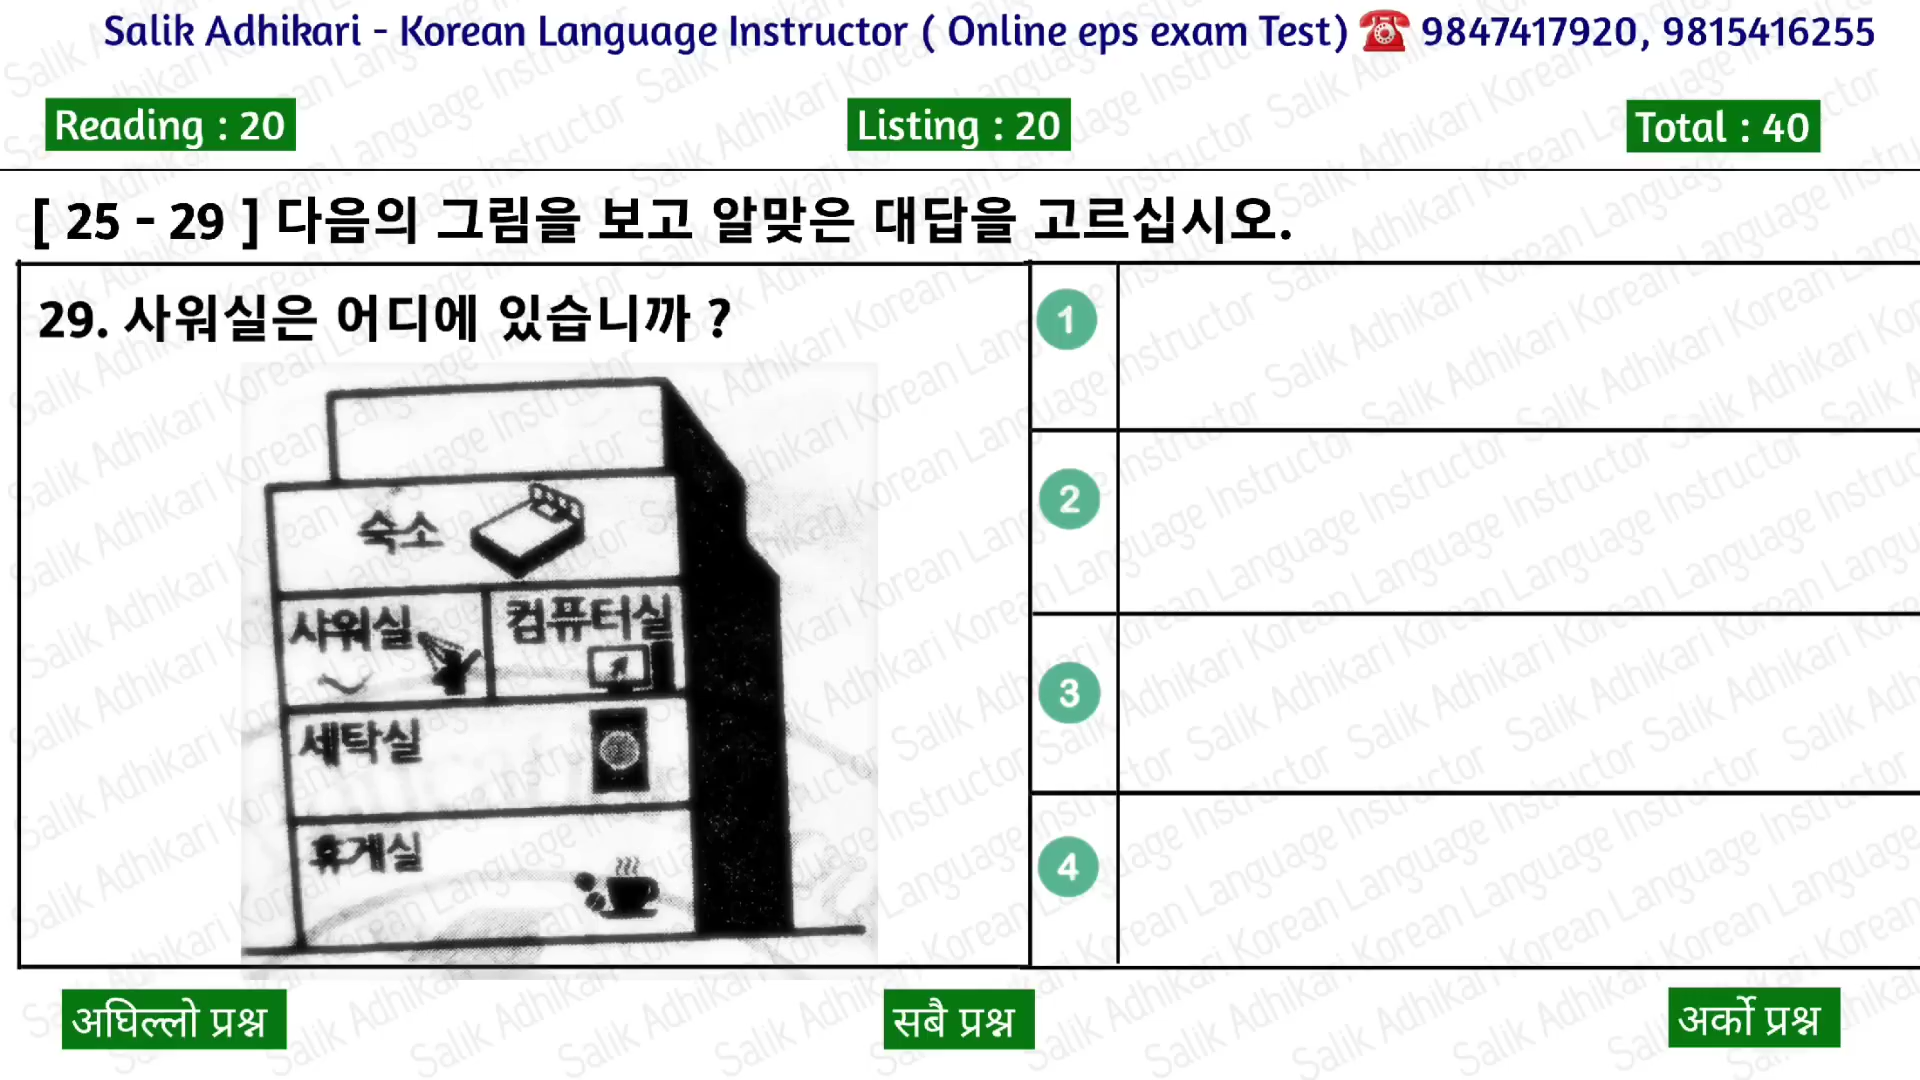 Salik Adhikari - Korean Language Instructor ( Online eps exam Test) ☎️ 9847417920, 9815416255
Reading : 20
Listing : 20
Total : 40
[ 25 - 29 ] 다음의 그림을 보고 알맞은 대답을 고르십시오.
29. 사워실은 어디에 있습니까 ?
숙소
샤워실
컴퓨터실
세탁실
휴게실
1
2
3
4
अघिल्लो प्रश्न
सबै प्रश्न
अर्को प्रश्न